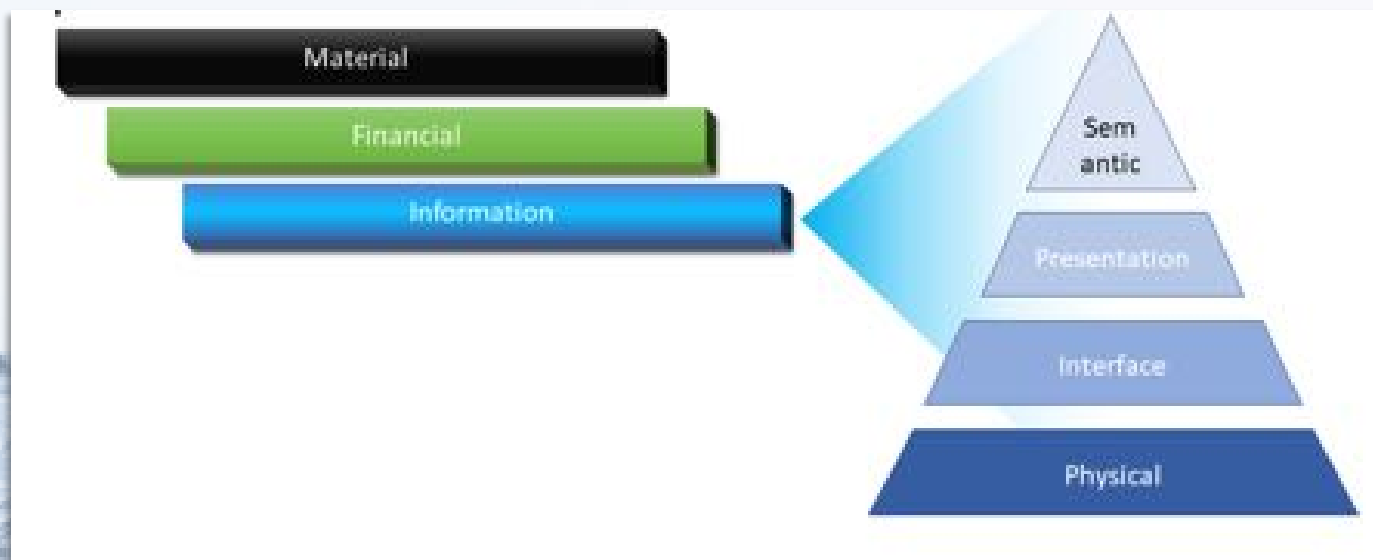 Material
Financial
Information
Sem
antic
Presentation
Interface
Physical